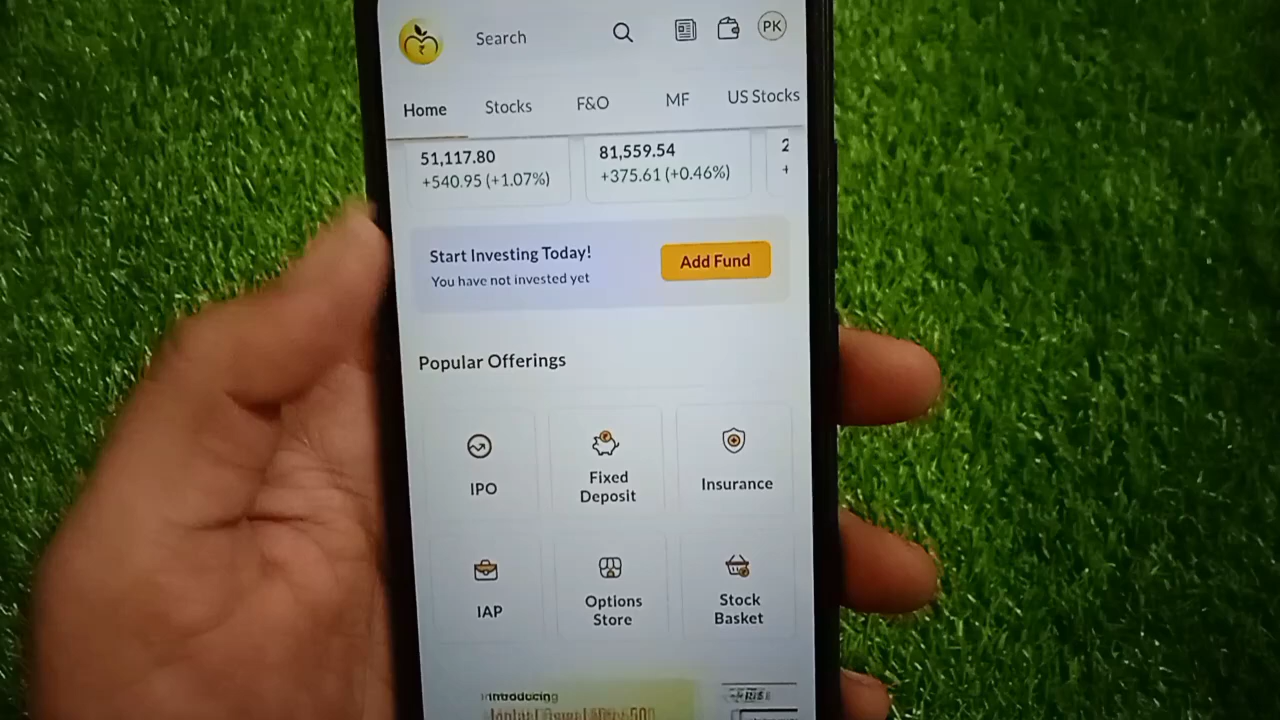 ₹
Search
PK
Home Stocks F&O MF US Stocks
51,117.80 81,559.54 2
+540.95 (+1.07%) +375.61 (+0.46%) +
Start Investing Today!
You have not invested yet
Add Fund
Popular Offerings
IPO
Fixed
Deposit
Insurance
IAP
Options
Store
Stock
Basket
Introducing